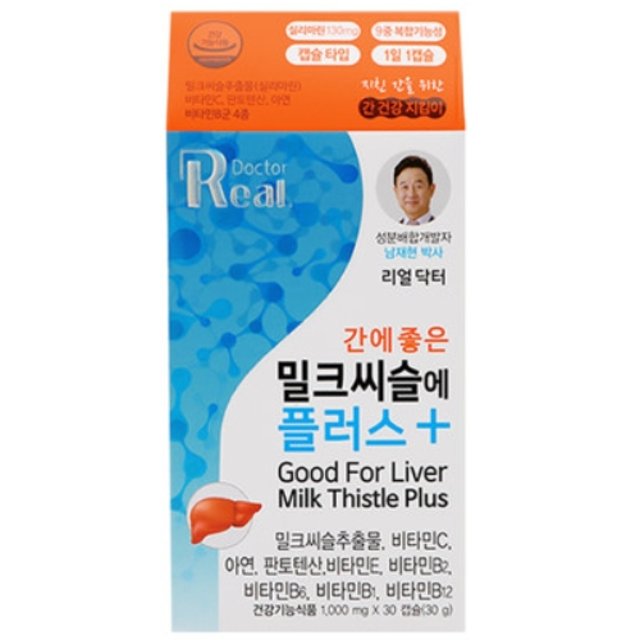 건강
기능식품
실리마린 130mg
9중 복합기능성
캡슐 타입
1일 1캡슐
밀크씨슬추출물(실리마린)
비타민C, 판토텐산, 아연
비타민B군 4종
지친 간을 위한
간 건강 지킴이
Doctor
Real
성분배합개발자
남재현 박사
리얼 닥터
간에 좋은
밀크씨슬에
플러스+
Good For Liver
Milk Thistle Plus
밀크씨슬추출물, 비타민C,
아연, 판토텐산,비타민E, 비타민B2,
비타민B6, 비타민B1, 비타민B12
건강기능식품 1,000 mg X 30 캡슐(30 g)